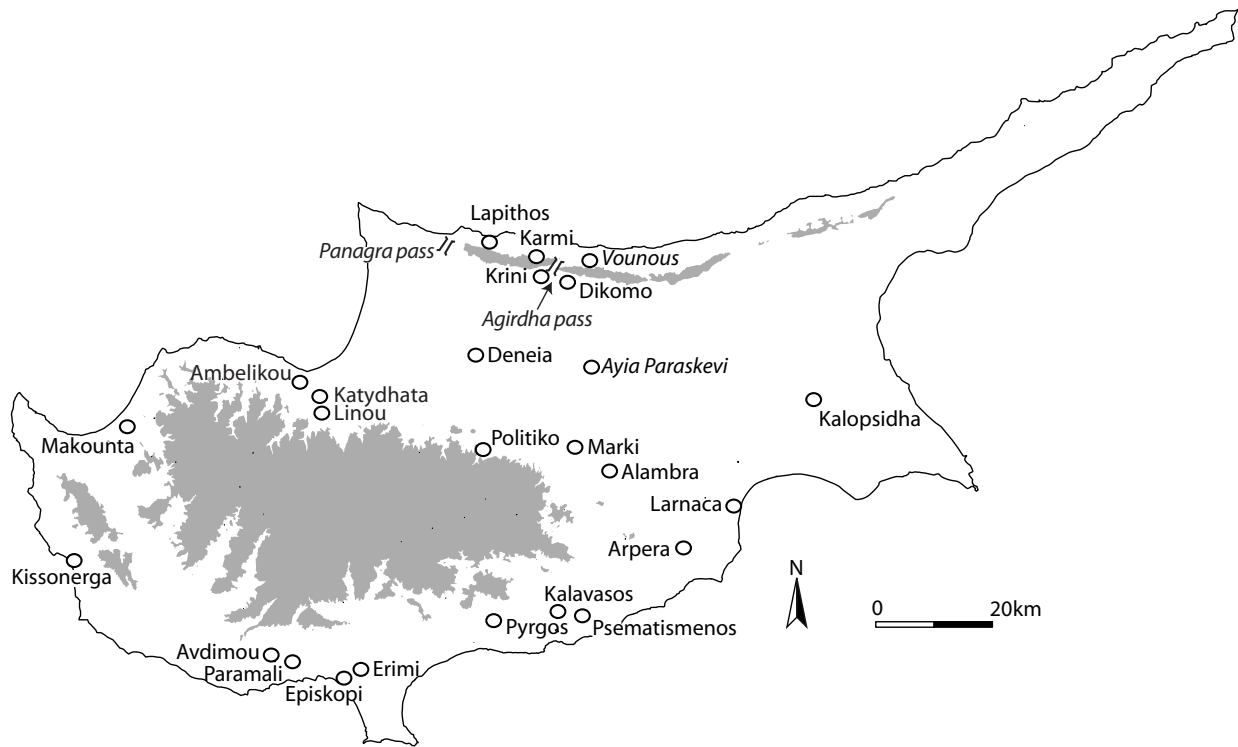 Lapithos
Karmi
Panagra pass
Vounous
Krini
Dikomo
Agirdha pass
Deneia
Ayia Paraskevi
Ambelikou
Katydhata
Linou
Kalopsidha
Makounta
Politiko
Marki
Alambra
Larnaca
Arpera
Kissonerga
N
Kalavasos
0 20km
Pyrgos
Psematismenos
Avdimou
Paramali
Erimi
Episkopi